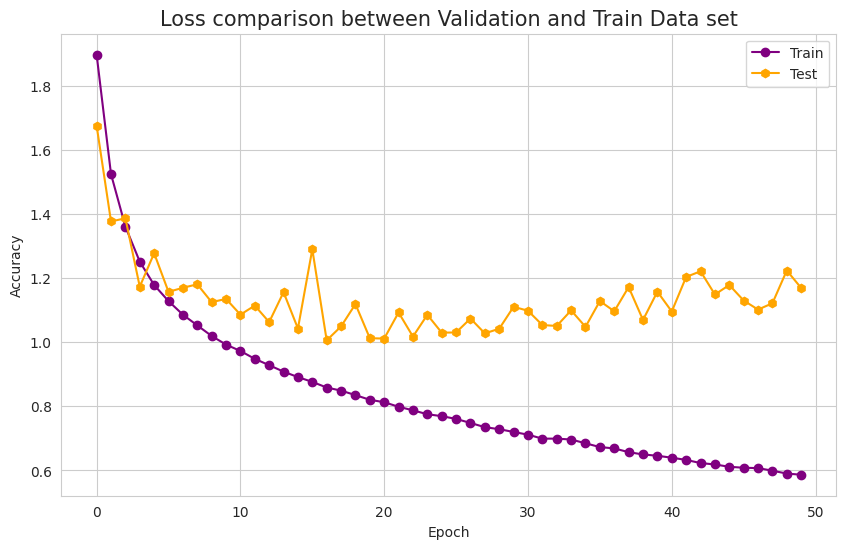 Loss comparison between Validation and Train Data set
Train
Test
Accuracy
1.8
1.6
1.4
1.2
1.0
0.8
0.6
0
10
20
30
40
50
Epoch